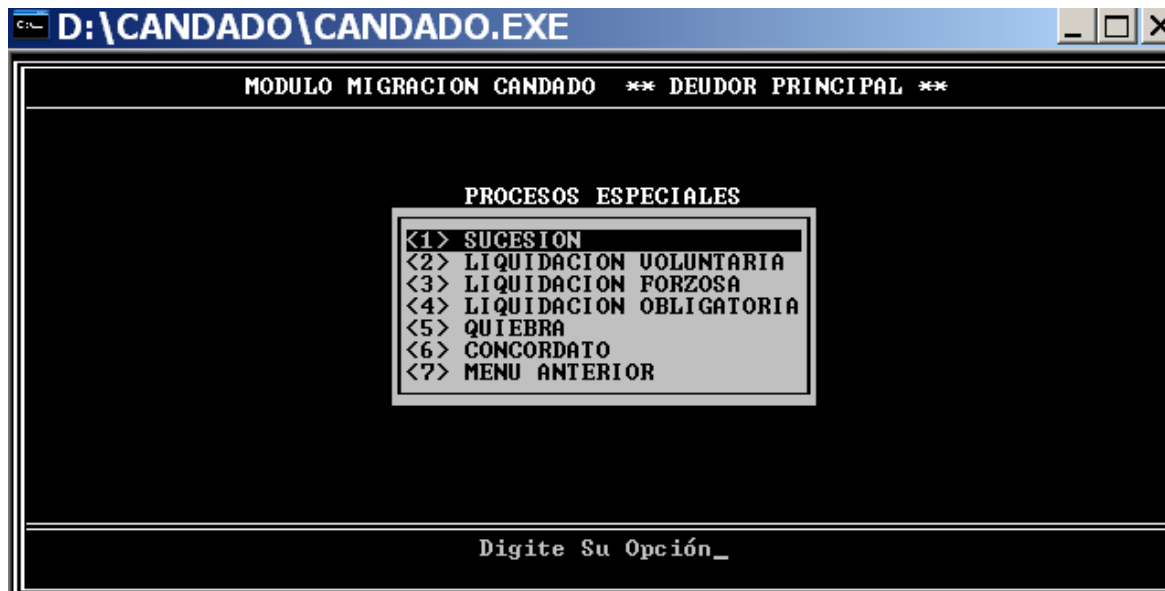 D:\CANDADO\CANDADO.EXE
MODULO MIGRACION CANDADO ** DEUDOR PRINCIPAL **
PROCESOS ESPECIALES
<1> SUCESION
<2> LIQUIDACION VOLUNTARIA
<3> LIQUIDACION FORZOSA
<4> LIQUIDACION OBLIGATORIA
<5> QUIEBRA
<6> CONCORDATO
<7> MENU ANTERIOR
Digite Su Opción_